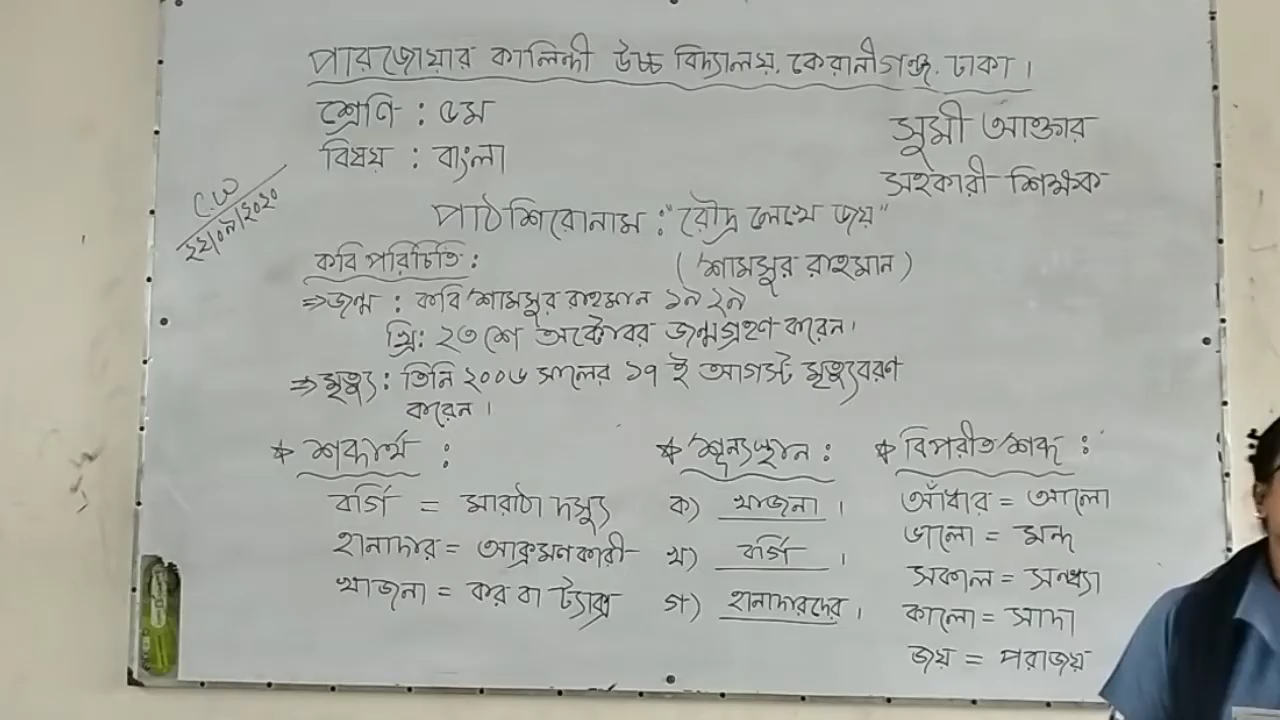 পারজোয়ার কালিন্দী উচ্চ বিদ্যালয়, কেরানীগঞ্জ, ঢাকা।
শ্রেণি : ৫ম
বিষয় : বাংলা
সুমী আক্তার
সহকারী শিক্ষক
C.W
২২/০৯/২০২০
পাঠশিরোনাম : "রৌদ্র লেখে জয়"
(শামসুর রাহমান)
কবি পরিচিতি :
⇒ জন্ম : কবি শামসুর রাহমান ১৯২৯
খ্রি: ২৩শে অক্টোবর জন্মগ্রহণ করেন।
⇒ মৃত্যু : তিনি ২০০৬ সালের ১৭ই আগস্ট মৃত্যুবরণ
করেন।
* শব্দার্থ :
বর্গি = মারাঠা দস্যু
হানাদার = আক্রমণকারী
খাজনা = কর বা ট্যাক্স
* শূন্যস্থান :
ক) খাজনা।
খ) বর্গি।
গ) হানাদারদের।
* বিপরীত শব্দ :
আঁধার = আলো
ভালো = মন্দ
সকাল = সন্ধ্যা
কালো = সাদা
জয় = পরাজয়